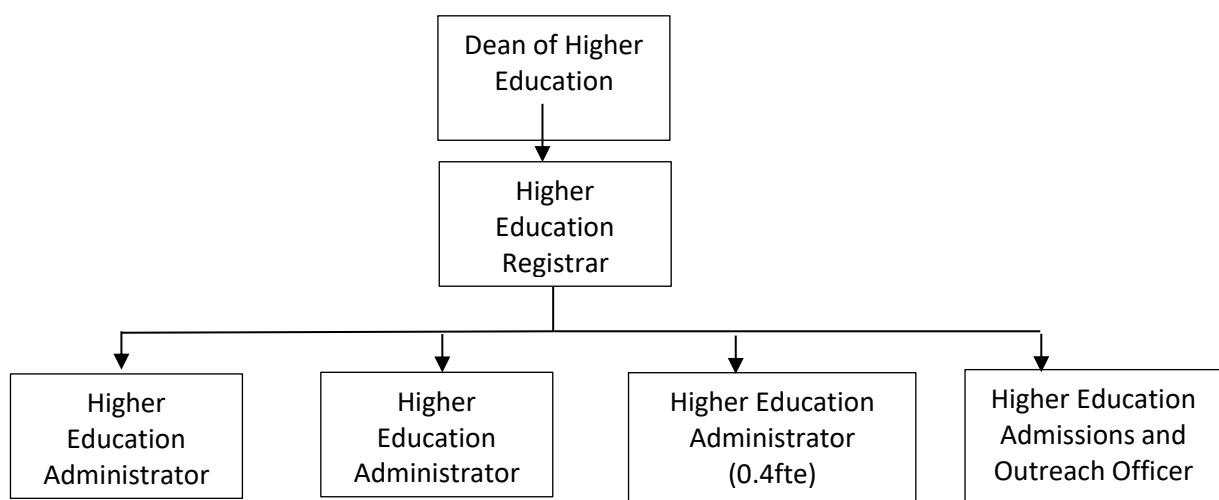 Dean of Higher
Education
Higher
Education
Registrar
Higher
Education
Administrator
Higher
Education
Administrator
Higher Education
Administrator
(0.4fte)
Higher Education
Admissions and
Outreach Officer